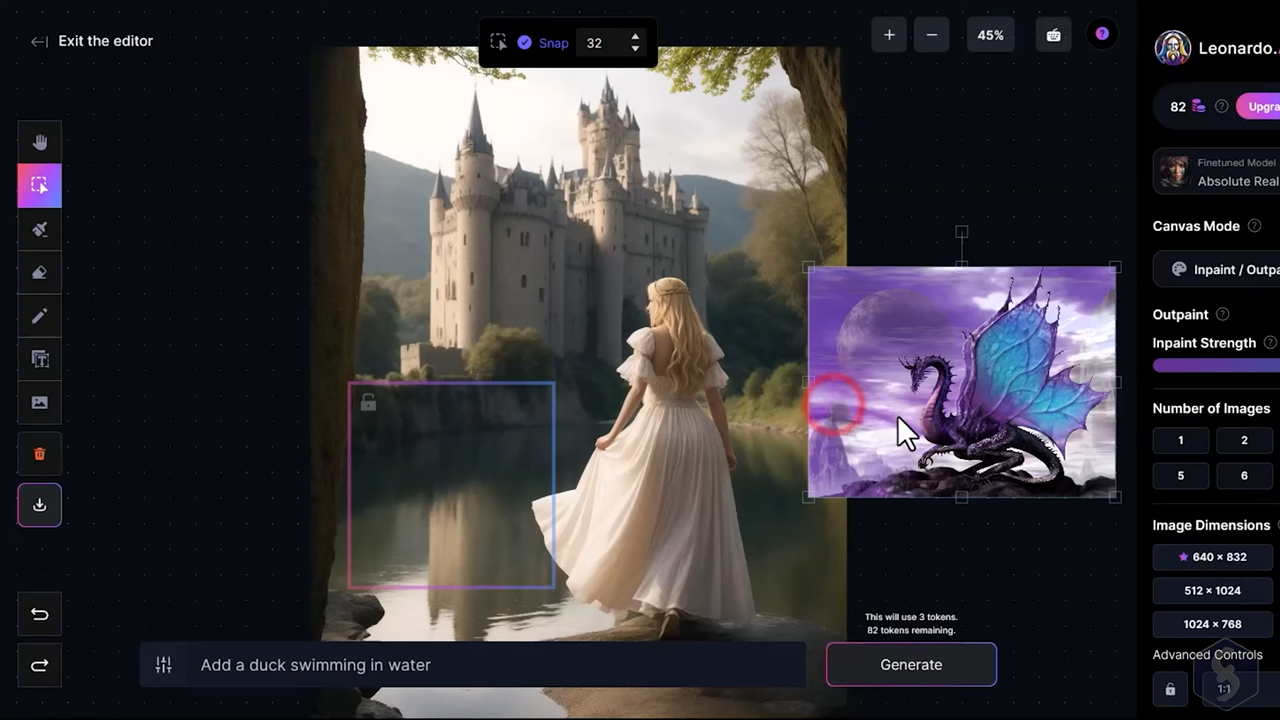 Exit the editor
Snap
32
45%
?
Leonardo.
82
?
Upgra
Finetuned Model
Absolute Real
Canvas Mode ?
Inpaint / Outpa
Outpaint ?
Inpaint Strength ?
Number of Images
1
2
5
6
Image Dimensions
640 × 832
512 × 1024
1024 × 768
Advanced Controls
1:1
This will use 3 tokens.
82 tokens remaining.
Add a duck swimming in water
Generate